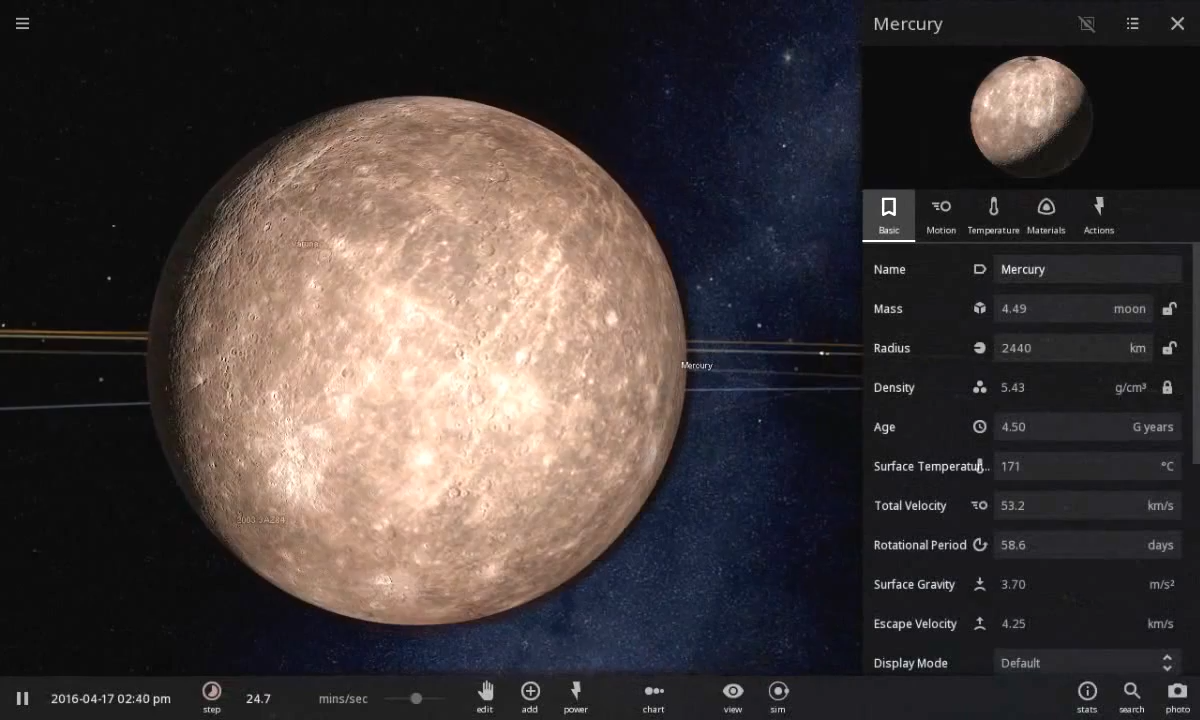 Mercury
Basic
Motion
Temperature
Materials
Actions
Name Mercury
Mass 4.49 moon
Radius 2440 km
Density 5.43 g/cm³
Age 4.50 G years
Surface Temperatur... 171 °C
Total Velocity 53.2 km/s
Rotational Period 58.6 days
Surface Gravity 3.70 m/s²
Escape Velocity 4.25 km/s
Display Mode Default
Mercury
2016-04-17 02:40 pm
step
24.7 mins/sec
edit
add
power
chart
view
sim
stats
search
photo